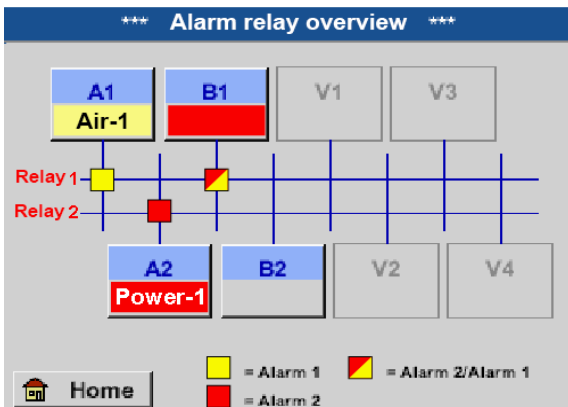 *** Alarm relay overview ***
A1 B1 V1 V3
Air-1
Relay 1
Relay 2
A2 B2 V2 V4
Power-1
= Alarm 1 = Alarm 2/Alarm 1
Home
= Alarm 2